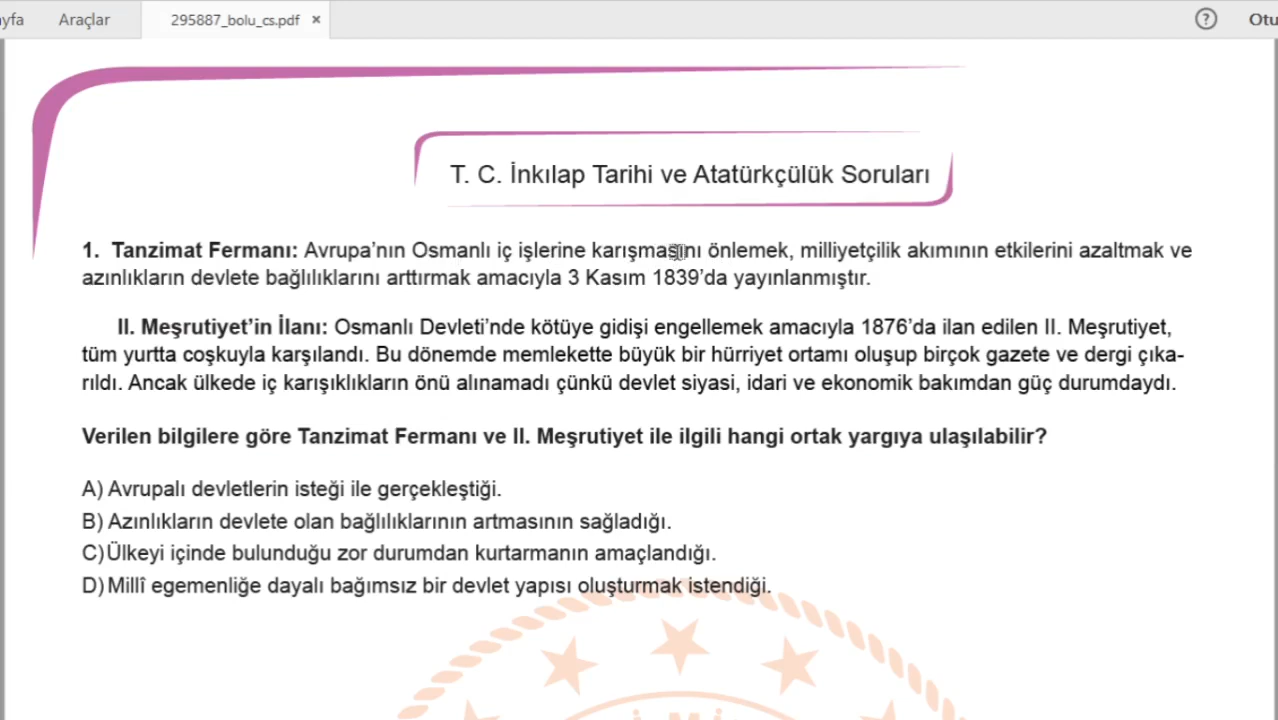 yfa
Araçlar
295887_bolu_cs.pdf ×
?
Otu
T. C. İnkılap Tarihi ve Atatürkçülük Soruları
1. Tanzimat Fermanı: Avrupa'nın Osmanlı iç işlerine karışmasını önlemek, milliyetçilik akımının etkilerini azaltmak ve
azınlıkların devlete bağlılıklarını arttırmak amacıyla 3 Kasım 1839'da yayınlanmıştır.
II. Meşrutiyet'in İlanı: Osmanlı Devleti'nde kötüye gidişi engellemek amacıyla 1876'da ilan edilen II. Meşrutiyet,
tüm yurtta coşkuyla karşılandı. Bu dönemde memlekette büyük bir hürriyet ortamı oluşup birçok gazete ve dergi çıka-
rıldı. Ancak ülkede iç karışıklıkların önü alınamadı çünkü devlet siyasi, idari ve ekonomik bakımdan güç durumdaydı.
Verilen bilgilere göre Tanzimat Fermanı ve II. Meşrutiyet ile ilgili hangi ortak yargıya ulaşılabilir?
A) Avrupalı devletlerin isteği ile gerçekleştiği.
B) Azınlıkların devlete olan bağlılıklarının artmasının sağladığı.
C) Ülkeyi içinde bulunduğu zor durumdan kurtarmanın amaçlandığı.
D) Millî egemenliğe dayalı bağımsız bir devlet yapısı oluşturmak istendiği.